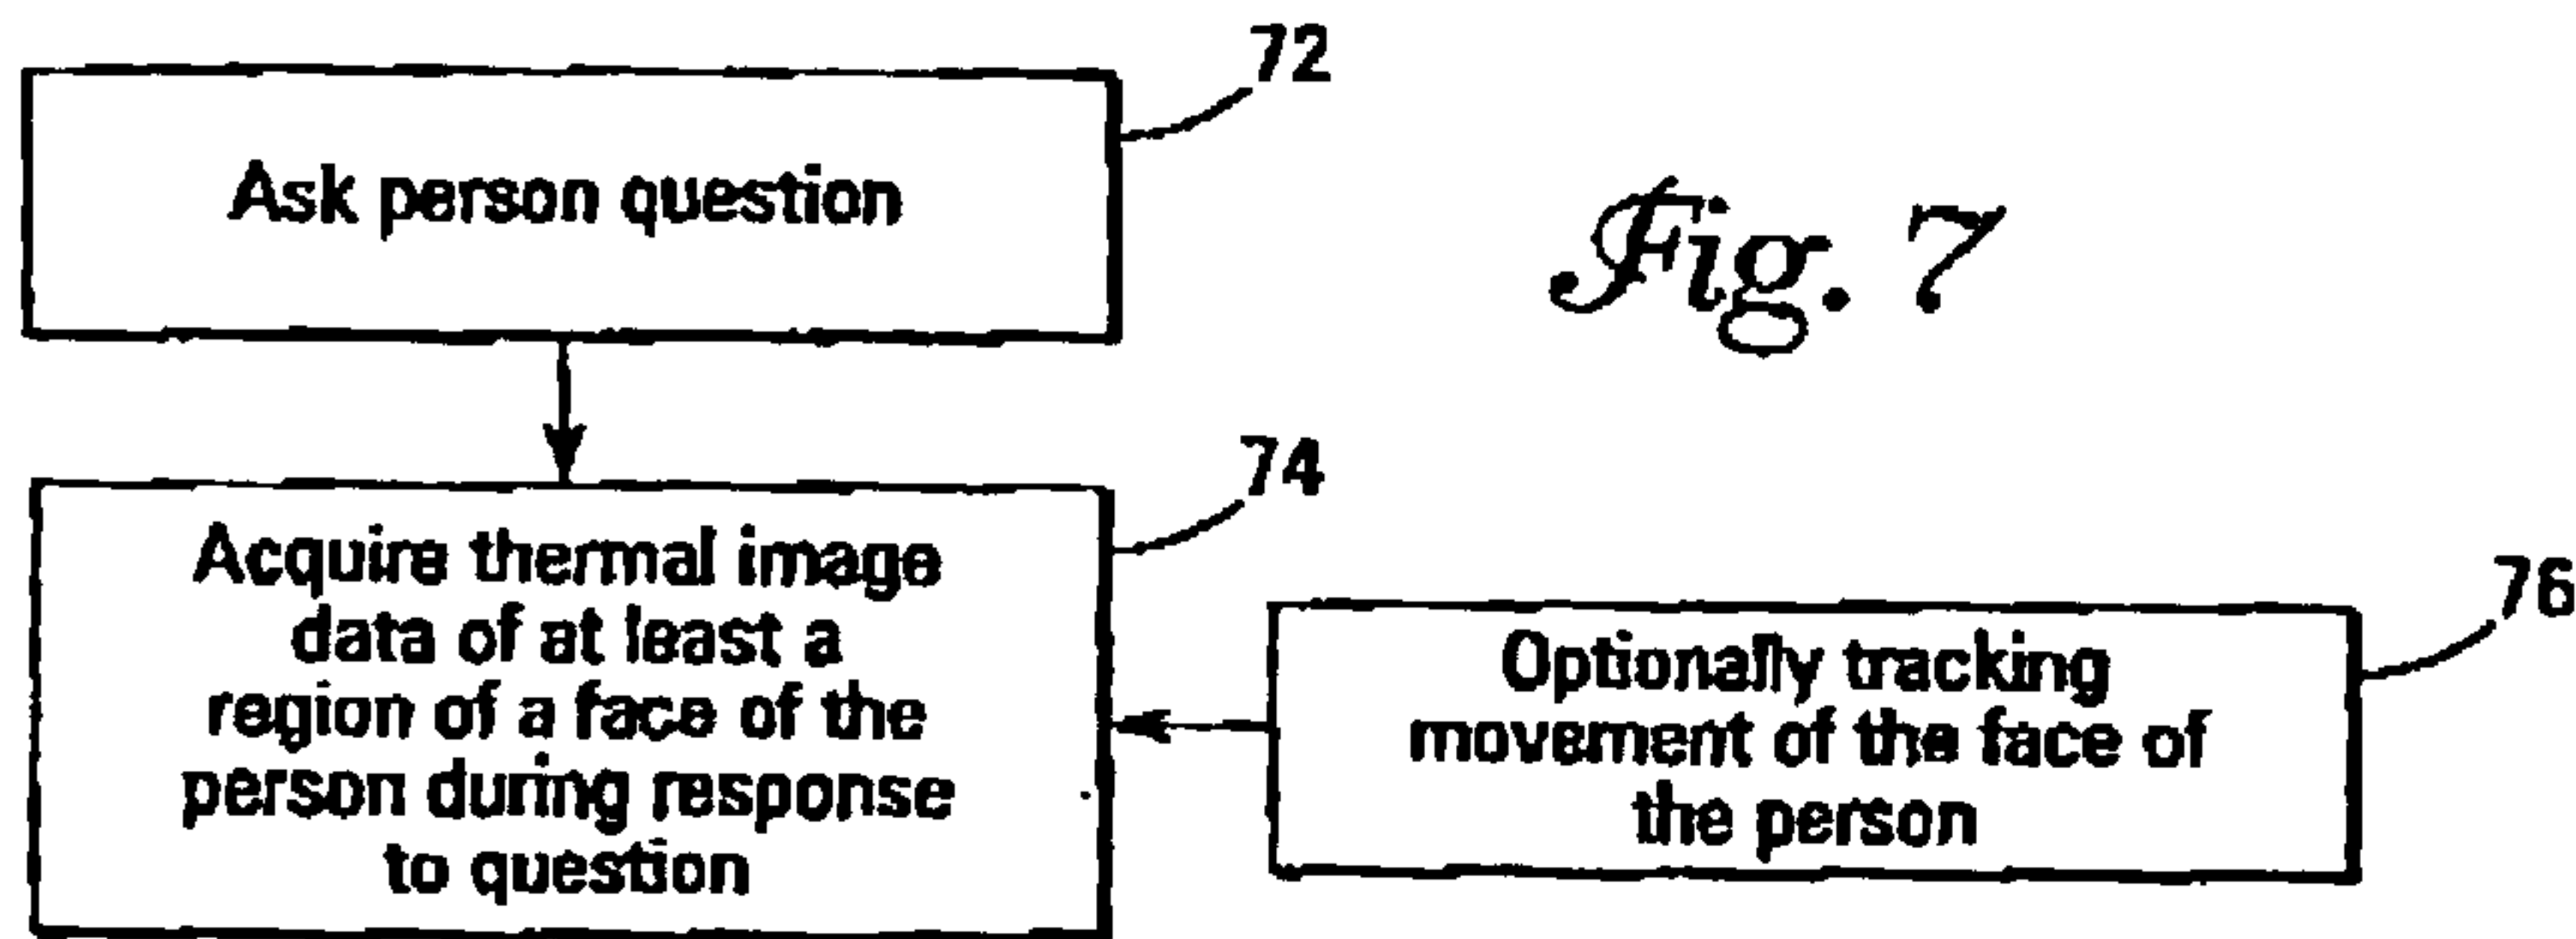 72
Ask person question
Fig. 7
74
Acquire thermal image
data of at least a
region of a face of the
person during response
to question
76
Optionally tracking
movement of the face of
the person